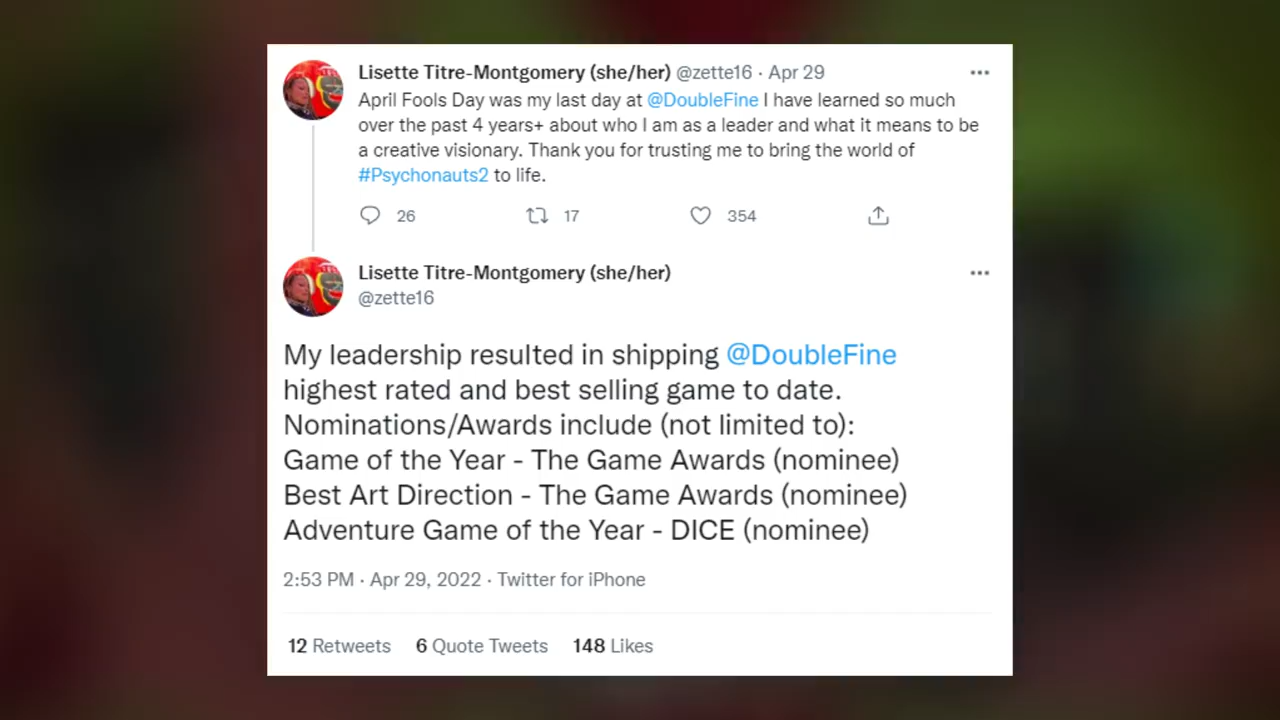 Lisette Titre-Montgomery (she/her) @zette16 · Apr 29
April Fools Day was my last day at @DoubleFine I have learned so much
over the past 4 years+ about who I am as a leader and what it means to be
a creative visionary. Thank you for trusting me to bring the world of
#Psychonauts2 to life.
26 17 354
Lisette Titre-Montgomery (she/her)
@zette16
My leadership resulted in shipping @DoubleFine
highest rated and best selling game to date.
Nominations/Awards include (not limited to):
Game of the Year - The Game Awards (nominee)
Best Art Direction - The Game Awards (nominee)
Adventure Game of the Year - DICE (nominee)
2:53 PM · Apr 29, 2022 · Twitter for iPhone
12 Retweets 6 Quote Tweets 148 Likes